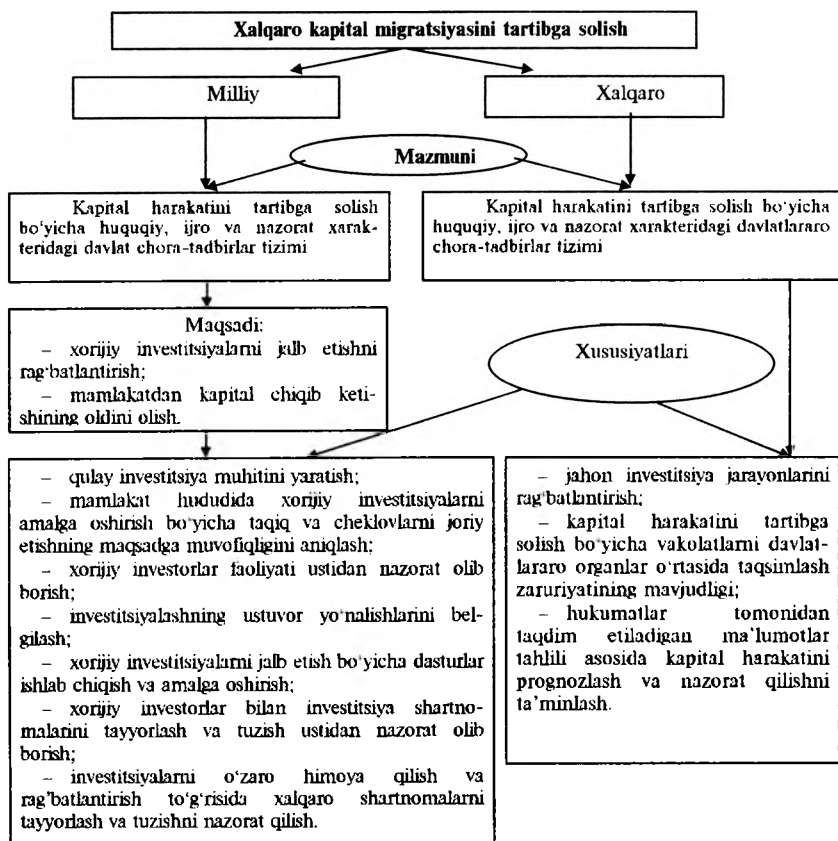 Xalqaro kapital migratsiyasini tartibga solish
Milliy
Xalqaro
Mazmuni
Kapital harakatini tartibga solish
bo‘yicha huquqiy, ijro va nazorat xarak-
teridagi davlat chora-tadbirlar tizimi
Kapital harakatini tartibga solish bo‘yicha
huquqiy, ijro va nazorat xarakteridagi davlatlararo
chora-tadbirlar tizimi
Maqsadi:
– xorijiy investitsiyalarni jalb etishni
rag‘batlantirish;
– mamlakatdan kapital chiqib keti-
shining oldini olish.
Xususiyatlari
– qulay investitsiya muhitini yaratish;
– mamlakat hududida xorijiy investitsiyalarni
amalga oshirish bo‘yicha taqiq va cheklovlarni joriy
etishning maqsadga muvofiqligini aniqlash;
– xorijiy investorlar faoliyati ustidan nazorat olib
borish;
– investitsiyalashning ustuvor yo‘nalishlarini bel-
gilash;
– xorijiy investitsiyalarni jalb etish bo‘yicha dasturlar
ishlab chiqish va amalga oshirish;
– xorijiy investorlar bilan investitsiya shartno-
malarini tayyorlash va tuzish ustidan nazorat olib
borish;
– investitsiyalarni o‘zaro himoya qilish va
rag‘batlantirish to‘g‘risida xalqaro shartnomalarni
tayyorlash va tuzishni nazorat qilish.
– jahon investitsiya jarayonlarini
rag‘batlantirish;
– kapital harakatini tartibga
solish bo‘yicha vakolatlarni davlat-
lararo organlar o‘rtasida taqsimlash
zaruriyatining mavjudligi;
– hukumatlar tomonidan
taqdim etiladigan ma’lumotlar
tahlili asosida kapital harakatini
prognozlash va nazorat qilishni
ta’minlash.